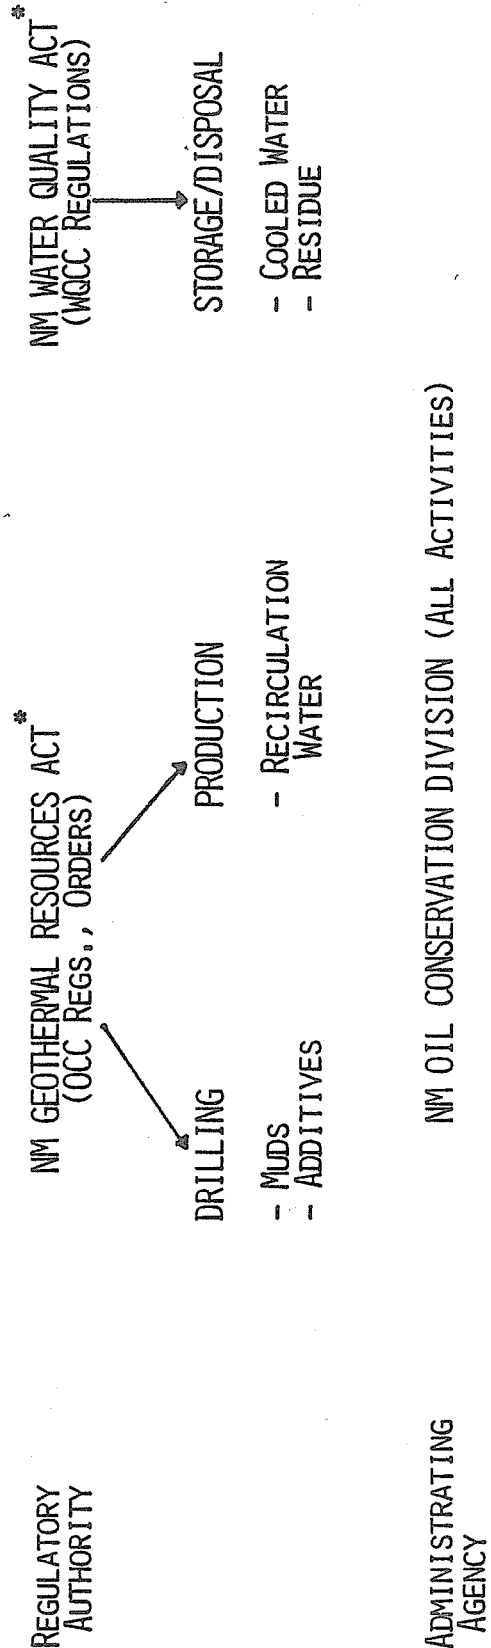 REGULATORY
AUTHORITY
NM GEOTHERMAL RESOURCES ACT*
(OCC REGS., ORDERS)
NM WATER QUALITY ACT*
(WQCC REGULATIONS)
DRILLING
- MUDS
- ADDITIVES
PRODUCTION
- RECIRCULATION
WATER
STORAGE/DISPOSAL
- COOLED WATER
- RESIDUE
ADMINISTRATING
AGENCY
NM OIL CONSERVATION DIVISION (ALL ACTIVITIES)